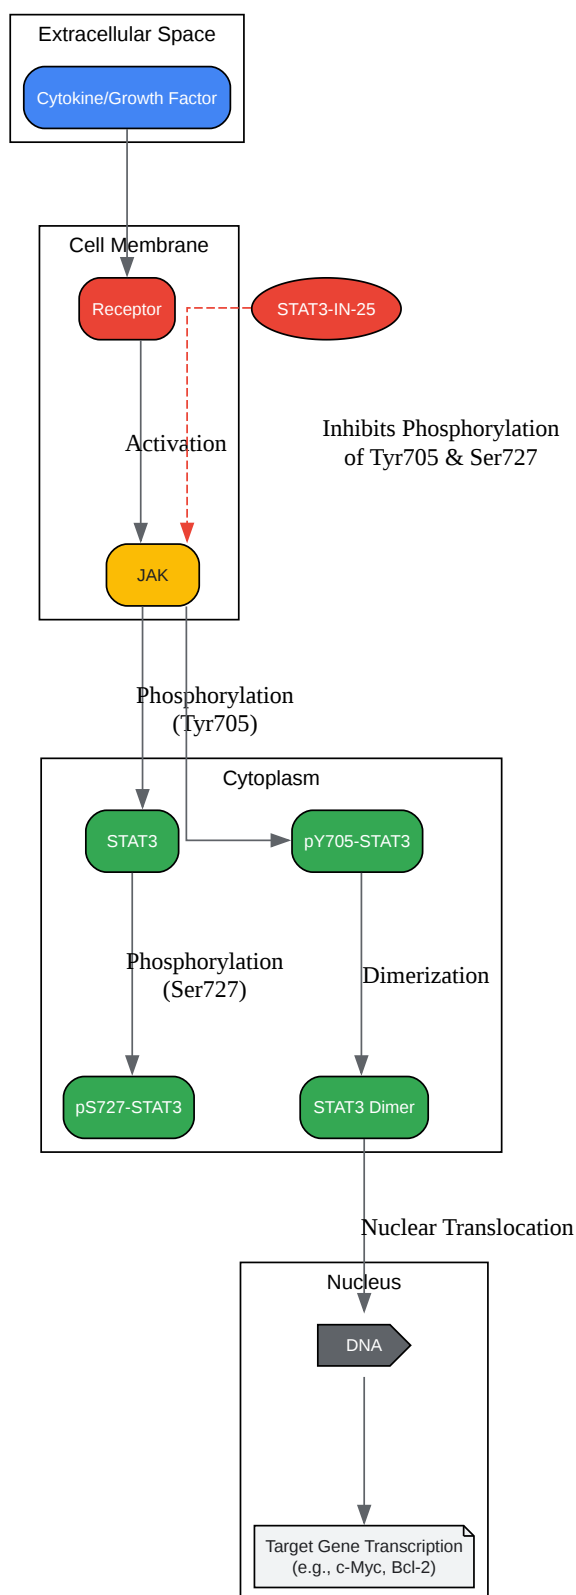 Extracellular Space
Cytokine/Growth Factor
Cell Membrane
Receptor
STAT3-IN-25
Activation
Inhibits Phosphorylation
of Tyr705 & Ser727
JAK
Phosphorylation
(Tyr705)
Cytoplasm
STAT3
pY705-STAT3
Phosphorylation
(Ser727)
Dimerization
pS727-STAT3
STAT3 Dimer
Nuclear Translocation
Nucleus
DNA
Target Gene Transcription
(e.g., c-Myc, Bcl-2)